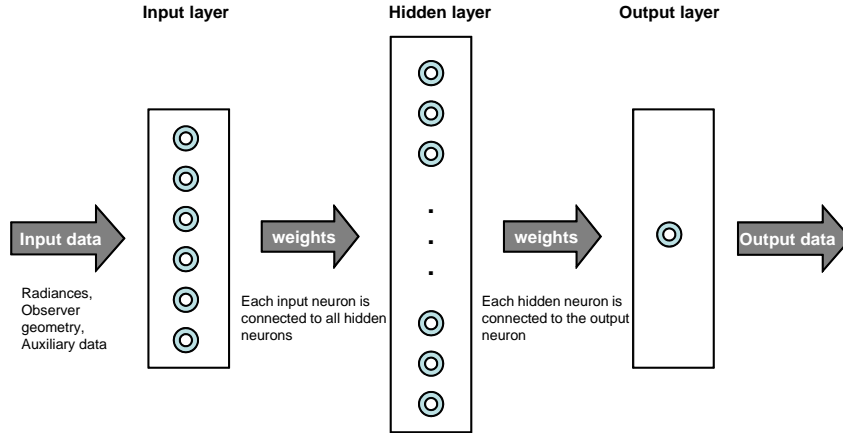 Input layer
Hidden layer
Output layer
Input data
weights
weights
Output data
Radiances,
Observer
geometry,
Auxiliary data
Each input neuron is
connected to all hidden
neurons
Each hidden neuron is
connected to the output
neuron